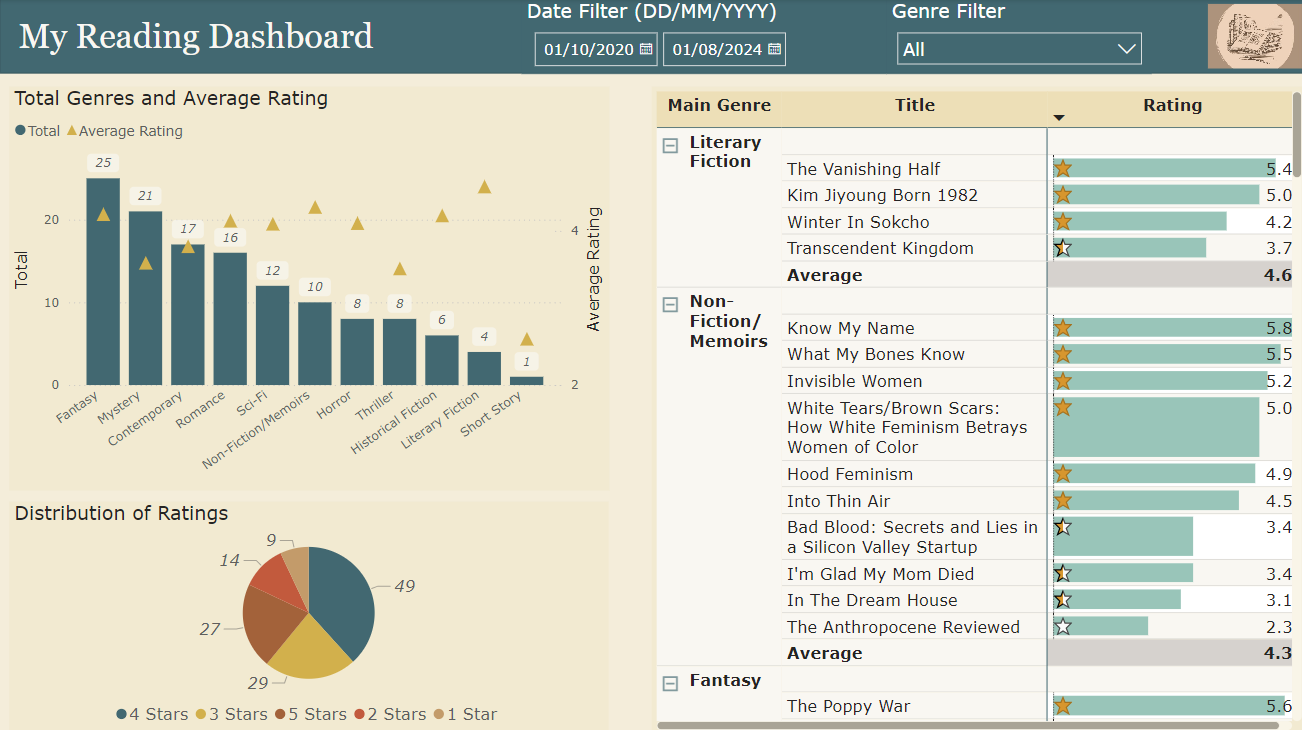 My Reading Dashboard
Date Filter (DD/MM/YYYY)
01/10/2020
01/08/2024
Genre Filter
All
Total Genres and Average Rating
Total
Average Rating
25
21
17
16
12
10
8
8
6
4
1
20
10
0
4
2
Total
Average Rating
Fantasy
Mystery
Contemporary
Romance
Sci-Fi
Non-Fiction/Memoirs
Horror
Thriller
Historical Fiction
Literary Fiction
Short Story
Distribution of Ratings
9
14
49
27
29
4 Stars
3 Stars
5 Stars
2 Stars
1 Star
Main Genre Title Rating
Literary
Fiction
The Vanishing Half 5.4
Kim Jiyoung Born 1982 5.0
Winter In Sokcho 4.2
Transcendent Kingdom 3.7
Average 4.6
Non-
Fiction/
Memoirs
Know My Name 5.8
What My Bones Know 5.5
Invisible Women 5.2
White Tears/Brown Scars: 5.0
How White Feminism Betrays
Women of Color
Hood Feminism 4.9
Into Thin Air 4.5
Bad Blood: Secrets and Lies in 3.4
a Silicon Valley Startup
I'm Glad My Mom Died 3.4
In The Dream House 3.1
The Anthropocene Reviewed 2.3
Average 4.3
Fantasy
The Poppy War 5.6